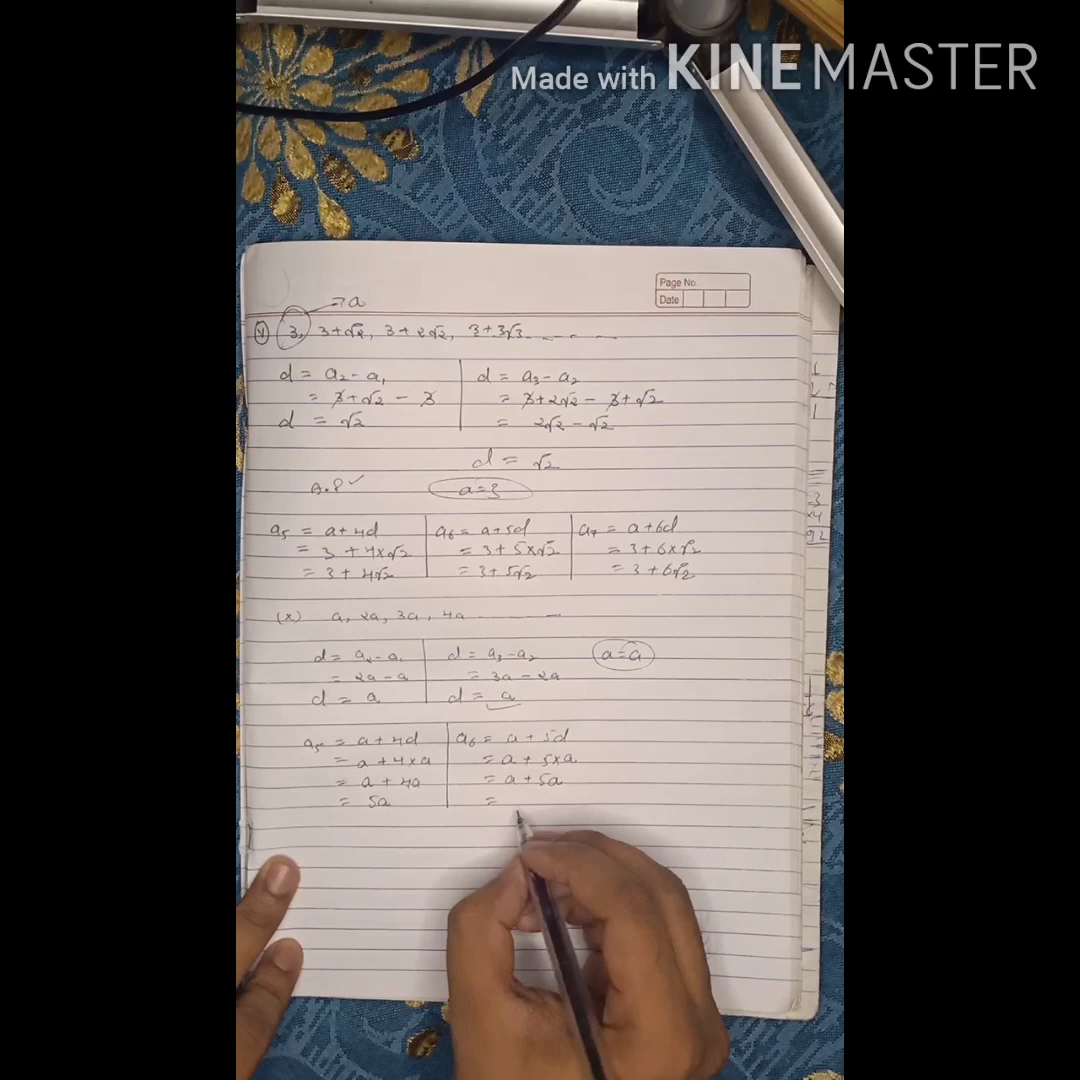 Made with KINEMASTER
Page No.
Date
⇒ a
(v) 3, 3+√2, 3+2√2, 3+3√3 ------
d = a₂ - a₁
= 3+√2 - 3
d = √2
d = a₃ - a₂
= 3+2√2 - 3+√2
= 2√2 - √2
d = √2
A.P ✓
a=3
a₅ = a+4d
= 3 + 4×√2
= 3 + 4√2
a₆ = a+5d
= 3 + 5×√2
= 3+5√2
a₇ = a+6d
= 3+6×√2
= 3 + 6√2
(x) a, 2a, 3a, 4a ------
d = a₂ - a₁
= 2a - a
d = a
d = a₃ - a₂
= 3a - 2a
d = a
a=a
a₅ = a+4d
= a+4×a
= a + 4a
= 5a
a₆ = a + 5d
= a + 5×a
= a + 5a
=